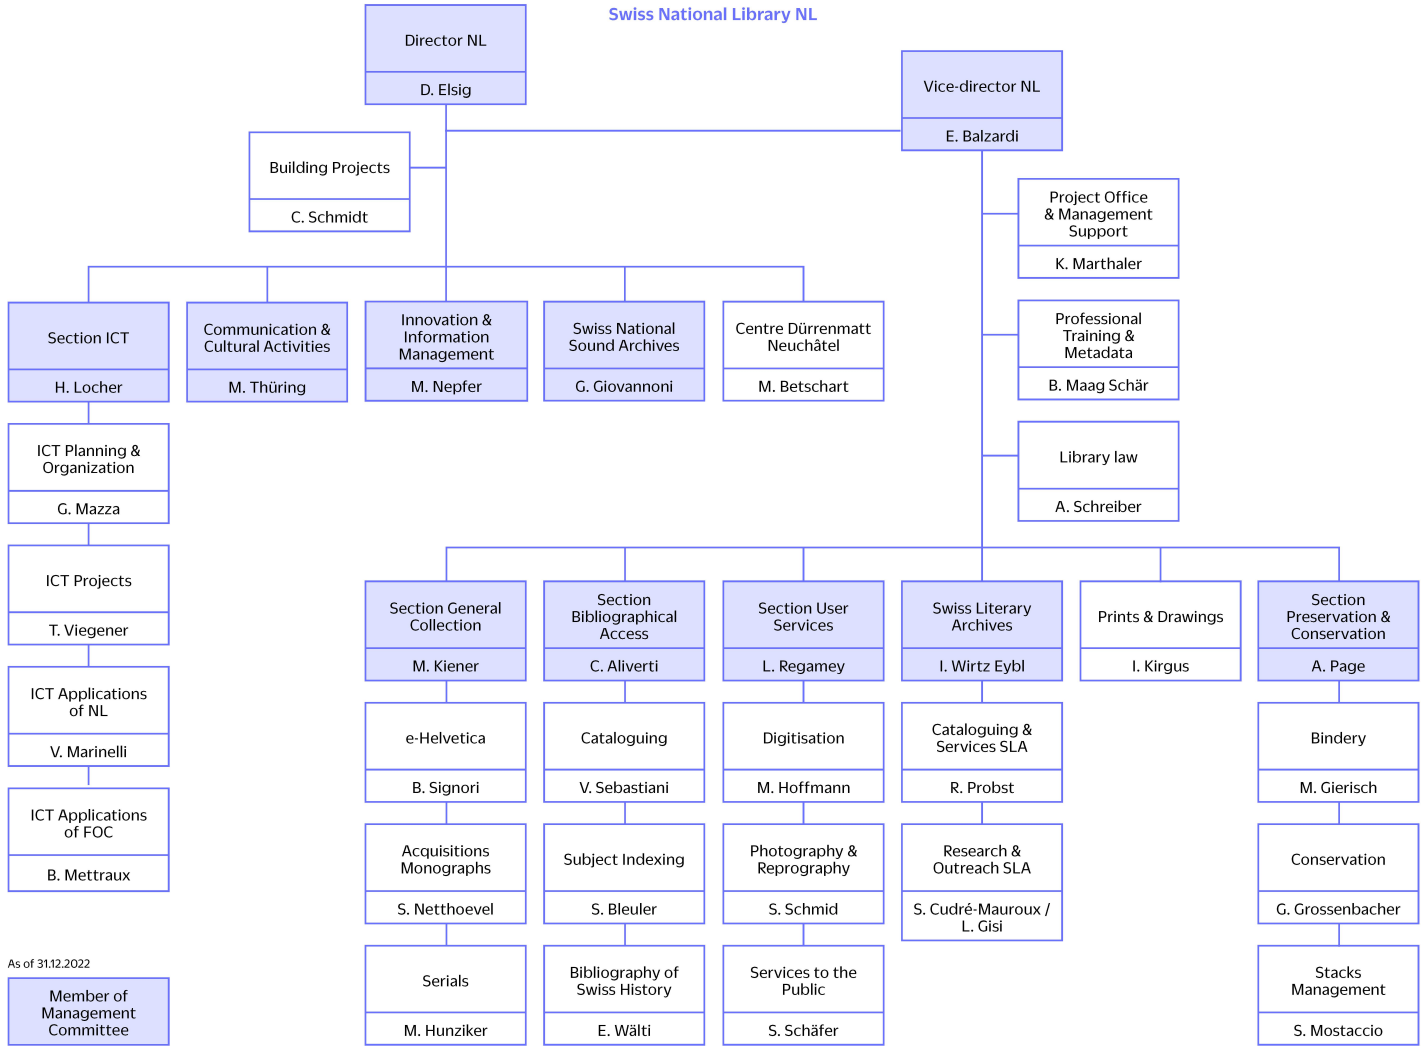 Swiss National Library NL
Director NL
D. Elsig
Vice-director NL
E. Balzardi
Building Projects
C. Schmidt
Project Office
& Management
Support
K. Marthaler
Professional
Training &
Metadata
B. Maag Schär
Library law
A. Schreiber
Section ICT
H. Locher
Communication &
Cultural Activities
M. Thüring
Innovation &
Information
Management
M. Nepfer
Swiss National
Sound Archives
G. Giovannoni
Centre Dürrenmatt
Neuchâtel
M. Betschart
ICT Planning &
Organization
G. Mazza
ICT Projects
T. Viegener
ICT Applications
of NL
V. Marinelli
ICT Applications
of FOC
B. Mettraux
Section General
Collection
M. Kiener
e-Helvetica
B. Signori
Acquisitions
Monographs
S. Netthoevel
Serials
M. Hunziker
Section
Bibliographical
Access
C. Aliverti
Cataloguing
V. Sebastiani
Subject Indexing
S. Bleuler
Bibliography of
Swiss History
E. Wälti
Section User
Services
L. Regamey
Digitisation
M. Hoffmann
Photography &
Reprography
S. Schmid
Services to the
Public
S. Schäfer
Swiss Literary
Archives
I. Wirtz Eybl
Cataloguing &
Services SLA
R. Probst
Research &
Outreach SLA
S. Cudré-Mauroux /
L. Gisi
Prints & Drawings
I. Kirgus
Section
Preservation &
Conservation
A. Page
Bindery
M. Gierisch
Conservation
G. Grossenbacher
Stacks
Management
S. Mostaccio
As of 31.12.2022
Member of
Management
Committee